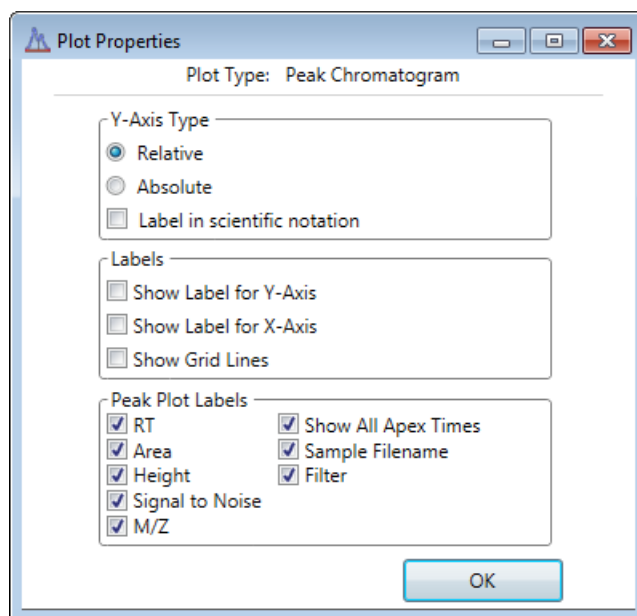 Plot Properties
Plot Type: Peak Chromatogram
Y-Axis Type
Relative
Absolute
Label in scientific notation
Labels
Show Label for Y-Axis
Show Label for X-Axis
Show Grid Lines
Peak Plot Labels
RT Show All Apex Times
Area Sample Filename
Height Filter
Signal to Noise
M/Z
OK